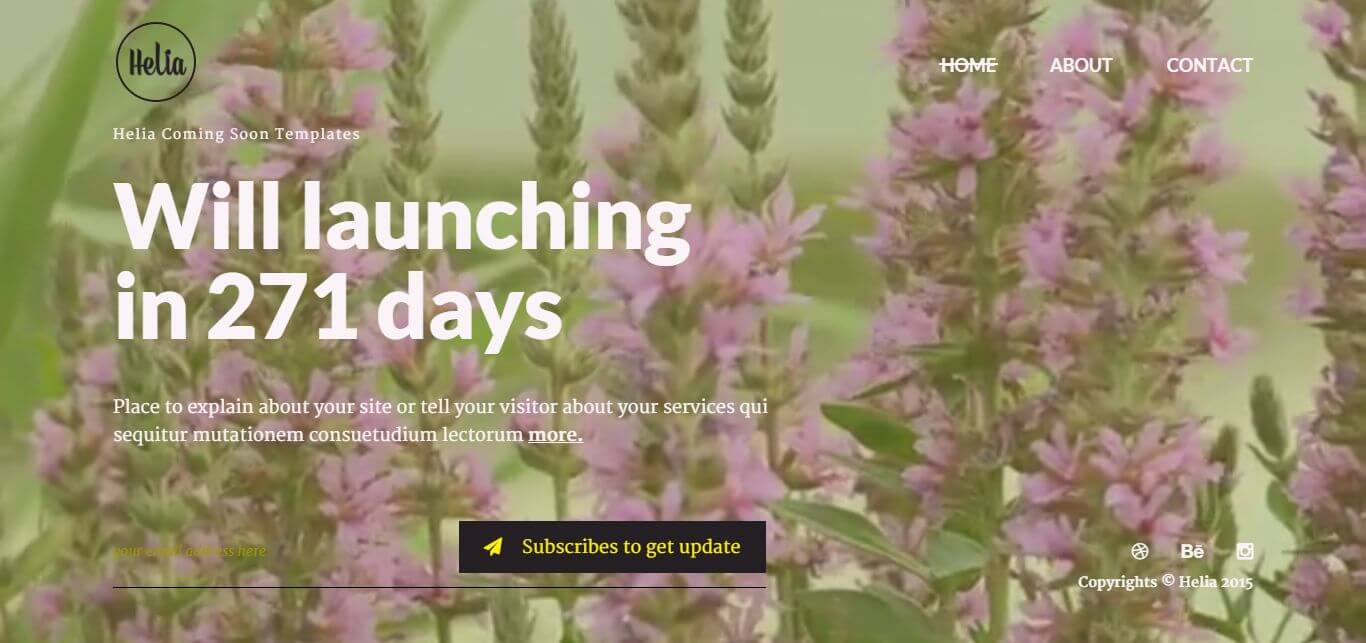 Helia
HOME ABOUT CONTACT
Helia Coming Soon Templates
Will launching
in 271 days
Place to explain about your site or tell your visitor about your services qui
sequitur mutationem consuetudium lectorum more.
your email address here
Subscribes to get update
Bē
Copyrights © Helia 2015